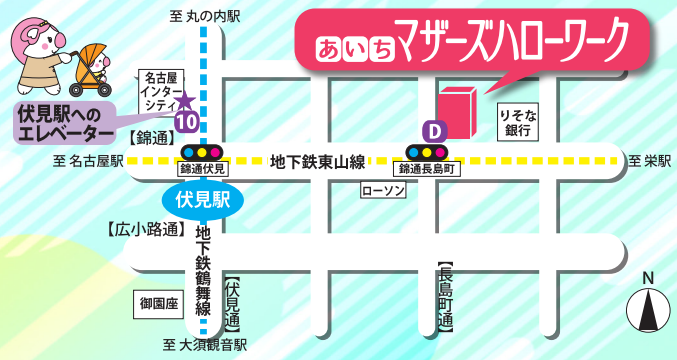 至 丸の内駅
あいち マザーズハローワーク
名古屋
インター
シティ
伏見駅への
エレベーター
10
【錦通】
D
りそな
銀行
至 名古屋駅
地下鉄東山線
至 栄駅
錦通伏見
錦通長島町
ローソン
伏見駅
【広小路通】
地下鉄鶴舞線
【伏見通】
【長島町通】
御園座
N
至 大須観音駅